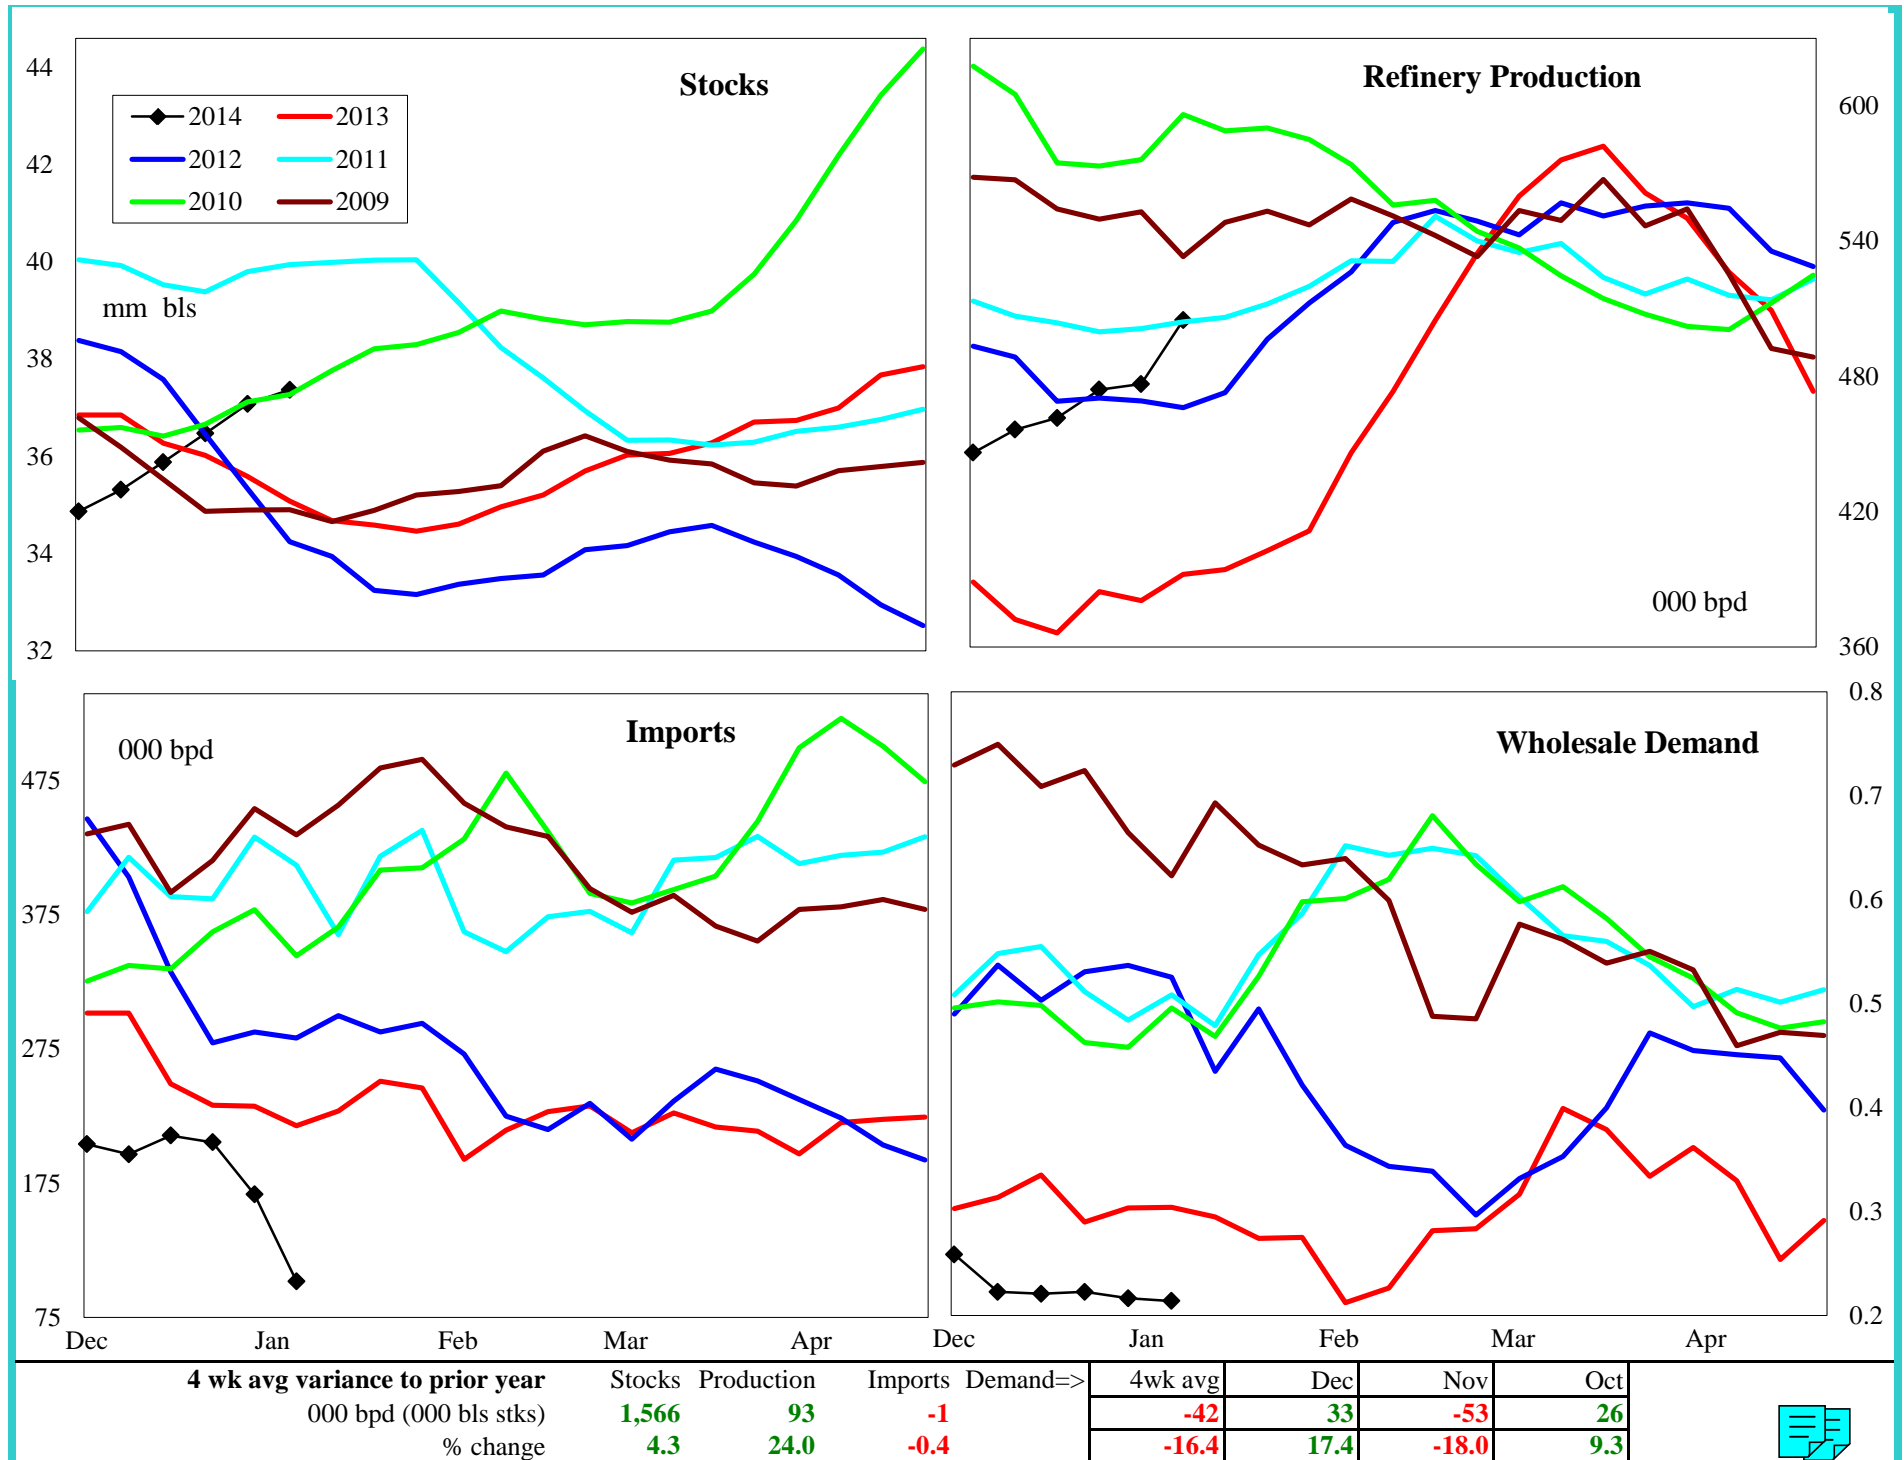 Stocks
44
42
40
38
36
34
32
2014
2013
2012
2011
2010
2009
mm bls
Refinery Production
600
540
480
420
360
000 bpd
Imports
000 bpd
475
375
275
175
75
Dec Jan Feb Mar Apr
Wholesale Demand
0.8
0.7
0.6
0.5
0.4
0.3
0.2
Dec Jan Feb Mar Apr
4 wk avg variance to prior year Stocks Production Imports Demand=> 4wk avg Dec Nov Oct
000 bpd (000 bls stks) 1,566 93 -1 -42 33 -53 26
% change 4.3 24.0 -0.4 -16.4 17.4 -18.0 9.3